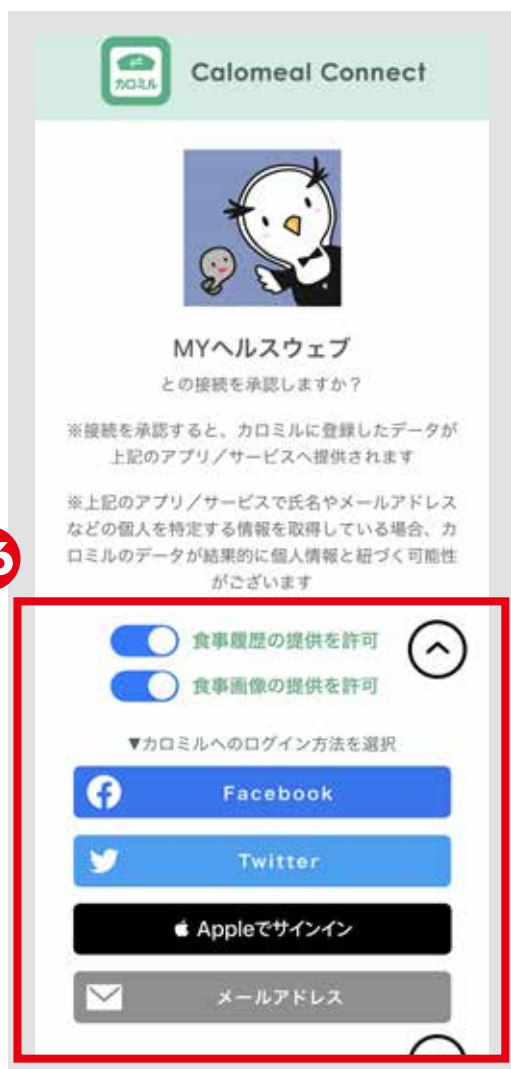 カロミル
Calomeal Connect
MYヘルスウェブ
との接続を承認しますか？
※接続を承認すると、カロミルに登録したデータが
上記のアプリ／サービスへ提供されます
※上記のアプリ／サービスで氏名やメールアドレス
などの個人を特定する情報を取得している場合、カ
ロミルのデータが結果的に個人情報と紐づく可能性
がございます
6
食事履歴の提供を許可
食事画像の提供を許可
▼カロミルへのログイン方法を選択
Facebook
Twitter
Appleでサインイン
メールアドレス